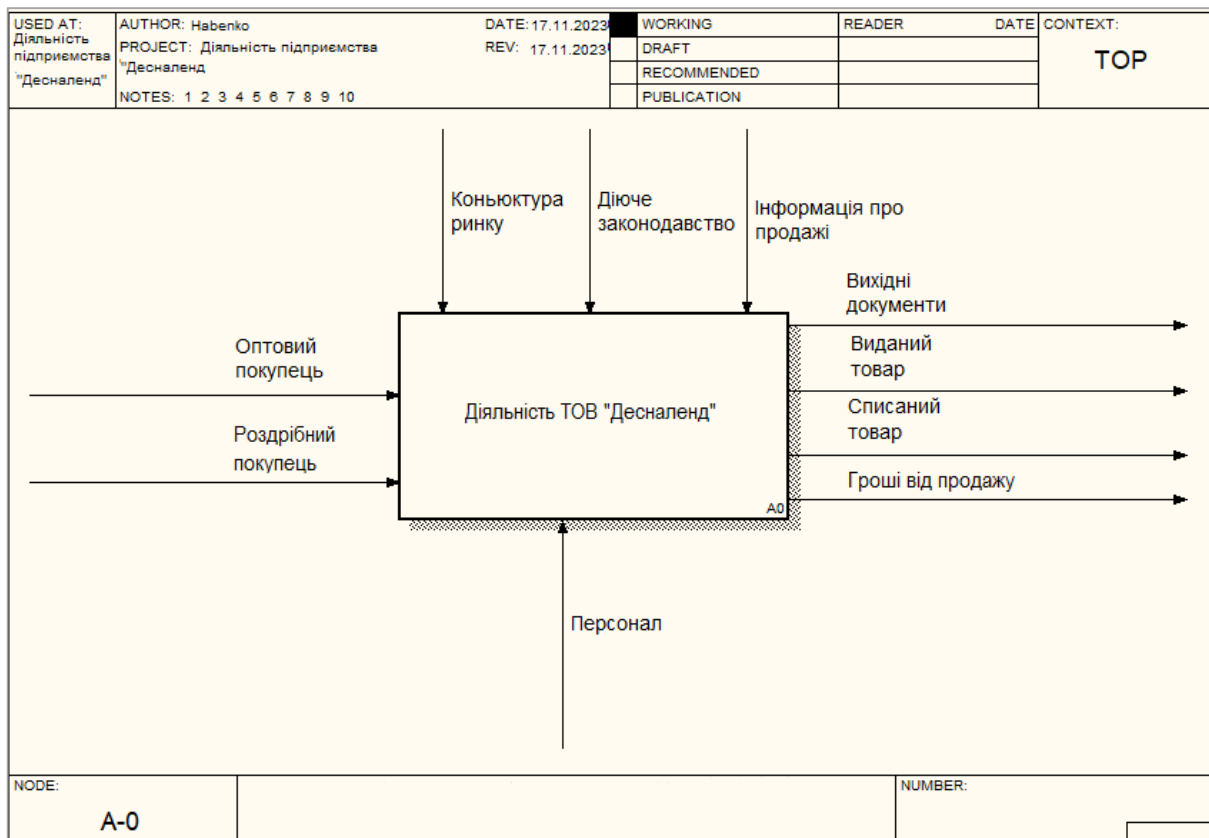 USED AT:
Діяльність
підприємства
"Десналенд"
AUTHOR: Habenko
PROJECT: Діяльність підприємства
"Десналенд
NOTES: 1 2 3 4 5 6 7 8 9 10
DATE: 17.11.2023
REV: 17.11.2023
WORKING
DRAFT
RECOMMENDED
PUBLICATION
READER DATE
CONTEXT:
TOP
Коньюктура
ринку
Діюче
законодавство
Інформація про
продажі
Оптовий
покупець
Роздрібний
покупець
Діяльність ТОВ "Десналенд"
A0
Вихідні
документи
Виданий
товар
Списаний
товар
Гроші від продажу
Персонал
NODE:
A-0
NUMBER: